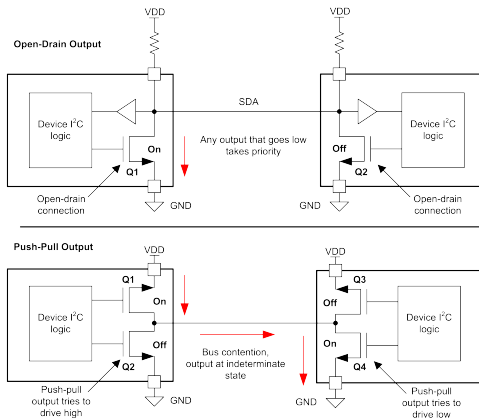 VDD
VDD
Open-Drain Output
SDA
Device I²C
logic
On
Q1
Any output that goes low
takes priority
Off
Q2
Device I²C
logic
Open-drain
connection
GND
GND
Open-drain
connection
Push-Pull Output
VDD
VDD
Q1
On
Q3
Off
Device I²C
logic
Off
Q2
On
Q4
Device I²C
logic
Bus contention,
output at indeterminate
state
Push-pull
output tries to
drive high
GND
GND
Push-pull
output tries to
drive low